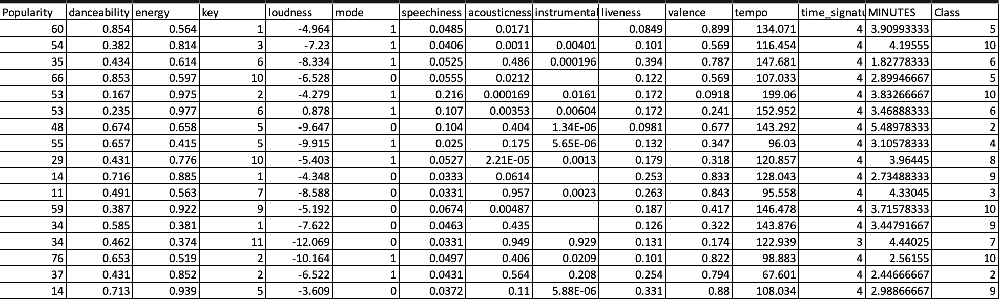 Popularity danceability energy key loudness mode speechiness acousticness instrumental liveness valence tempo time_signatu MINUTES Class
60 0.854 0.564 1 -4.964 1 0.0485 0.0171 0.0849 0.899 134.071 4 3.90993333 5
54 0.382 0.814 3 -7.23 1 0.0406 0.0011 0.00401 0.101 0.569 116.454 4 4.19555 10
35 0.434 0.614 6 -8.334 1 0.0525 0.486 0.000196 0.394 0.787 147.681 4 1.82778333 6
66 0.853 0.597 10 -6.528 0 0.0555 0.0212 0.122 0.569 107.033 4 2.89946667 5
53 0.167 0.975 2 -4.279 1 0.216 0.000169 0.0161 0.172 0.0918 199.06 4 3.83266667 10
53 0.235 0.977 6 0.878 1 0.107 0.00353 0.00604 0.172 0.241 152.952 4 3.46888333 6
48 0.674 0.658 5 -9.647 0 0.104 0.404 1.34E-06 0.0981 0.677 143.292 4 5.48978333 2
55 0.657 0.415 5 -9.915 1 0.025 0.175 5.65E-06 0.132 0.347 96.03 4 3.10578333 4
29 0.431 0.776 10 -5.403 1 0.0527 2.21E-05 0.0013 0.179 0.318 120.857 4 3.96445 8
14 0.716 0.885 1 -4.348 0 0.0333 0.0614 0.253 0.833 128.043 4 2.73488333 9
11 0.491 0.563 7 -8.588 0 0.0331 0.957 0.0023 0.263 0.843 95.558 4 4.33045 3
59 0.387 0.922 9 -5.192 0 0.0674 0.00487 0.187 0.417 146.478 4 3.71578333 10
34 0.585 0.381 1 -7.622 0 0.0463 0.435 0.126 0.322 143.876 4 3.44791667 9
34 0.462 0.374 11 -12.069 0 0.0331 0.949 0.929 0.131 0.174 122.939 3 4.44025 7
76 0.653 0.519 2 -10.164 1 0.0497 0.406 0.0209 0.101 0.822 98.883 4 2.56155 10
37 0.431 0.852 2 -6.522 1 0.0431 0.564 0.208 0.254 0.794 67.601 4 2.44666667 2
14 0.713 0.939 5 -3.609 0 0.0372 0.11 5.88E-06 0.331 0.88 108.034 4 2.98866667 9